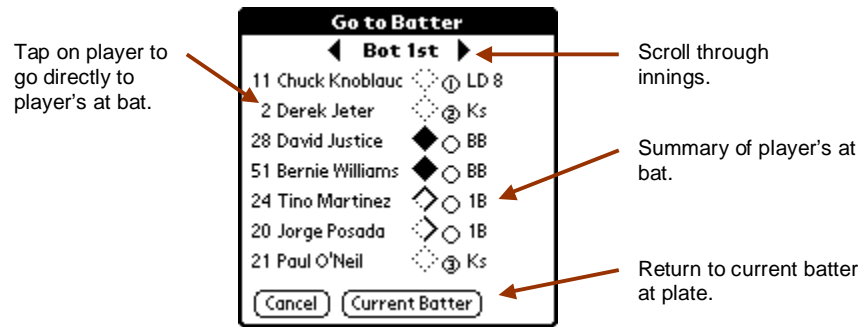 Go to Batter
Bot 1st
11 Chuck Knoblauc 1 LD 8
2 Derek Jeter 2 Ks
28 David Justice BB
51 Bernie Williams BB
24 Tino Martinez 1B
20 Jorge Posada 1B
21 Paul O'Neil 3 Ks
Cancel Current Batter
Tap on player to
go directly to
player's at bat.
Scroll through
innings.
Summary of player's at
bat.
Return to current batter
at plate.